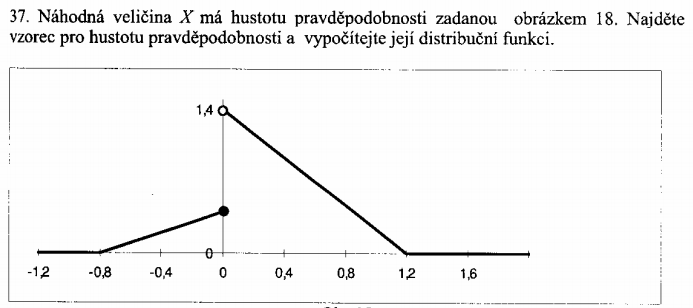 37. Náhodná veličina X má hustotu pravděpodobnosti zadanou obrázkem 18. Najděte
vzorec pro hustotu pravděpodobnosti a vypočítejte její distribuční funkci.
1,4
0
-1,2 -0,8 -0,4 0 0,4 0,8 1,2 1,6